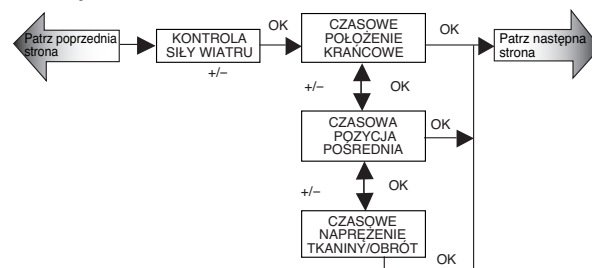 Patrz poprzednia
strona
KONTROLA
SIŁY WIATRU
+/–
OK
CZASOWE
POŁOŻENIE
KRAŃCOWE
OK
Patrz następna
strona
+/– OK
CZASOWA
POZYCJA
POŚREDNIA
OK
+/– OK
CZASOWE
NAPRĘŻENIE
TKANINY/OBRÓT
OK